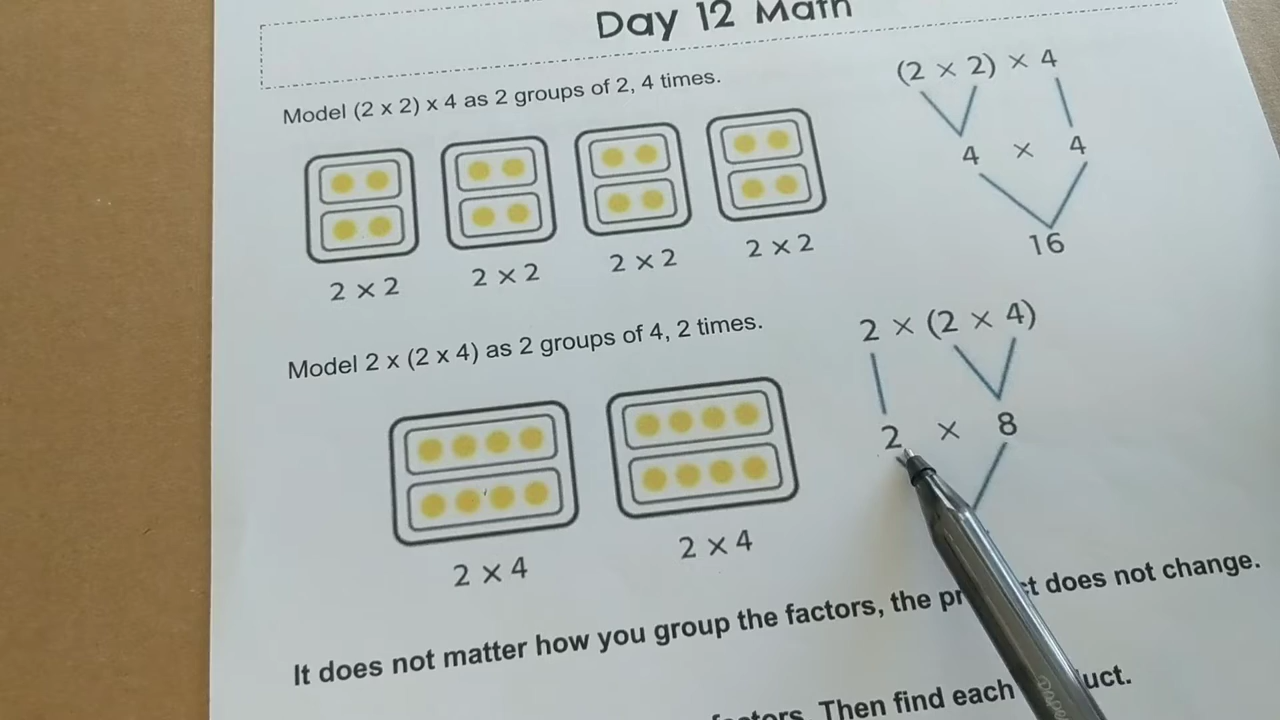 Day 12 Math
Model (2 x 2) x 4 as 2 groups of 2, 4 times.
2 × 2
2 × 2
2 × 2
2 × 2
(2 × 2) × 4
4 × 4
16
Model 2 x (2 x 4) as 2 groups of 4, 2 times.
2 × 4
2 × 4
2 × (2 × 4)
2 × 8
It does not matter how you group the factors, the does not change.
Then find each